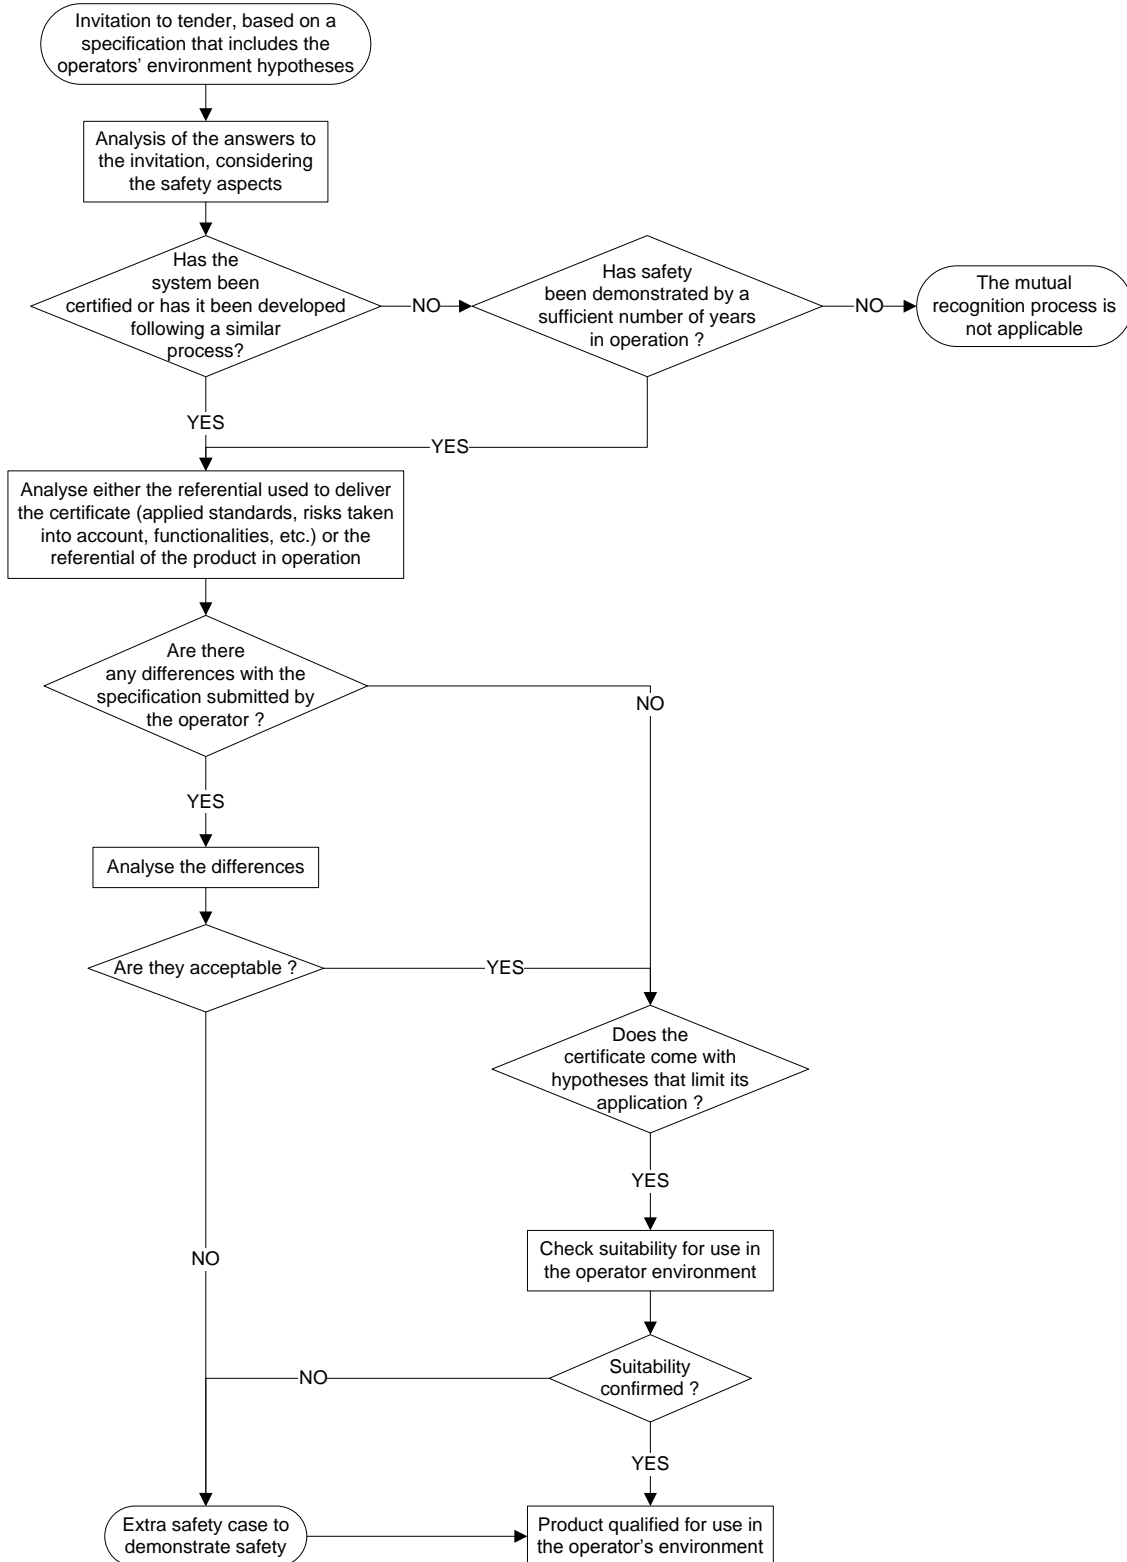 Invitation to tender, based on a
specification that includes the
operators' environment hypotheses
Analysis of the answers to
the invitation, considering
the safety aspects
Has the
system been
certified or has it been developed
following a similar
process?
NO
Has safety
been demonstrated by a
sufficient number of years
in operation ?
NO
The mutual
recognition process is
not applicable
YES
YES
Analyse either the referential used to deliver
the certificate (applied standards, risks taken
into account, functionalities, etc.) or the
referential of the product in operation
Are there
any differences with the
specification submitted by
the operator ?
NO
YES
Analyse the differences
Are they acceptable ?
YES
Does the
certificate come with
hypotheses that limit its
application ?
YES
NO
Check suitability for use in
the operator environment
Suitability
confirmed ?
NO
YES
Extra safety case to
demonstrate safety
Product qualified for use in
the operator's environment